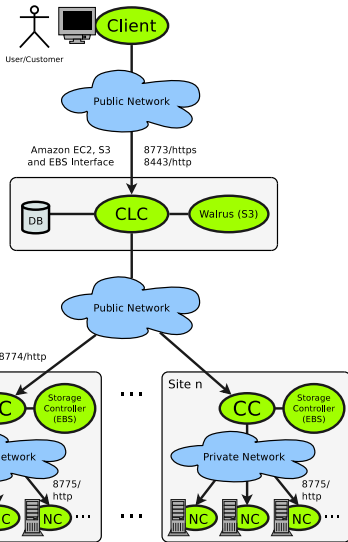 Client
User/Customer
Public Network
Amazon EC2, S3
and EBS Interface
8773/https
8443/http
DB
CLC
Walrus (S3)
Public Network
8774/http
C
Storage
Controller
(EBS)
...
Site n
CC
Storage
Controller
(EBS)
etwork
Private Network
8775/
http
8775/
http
C
NC
...
...
NC
NC
NC
...